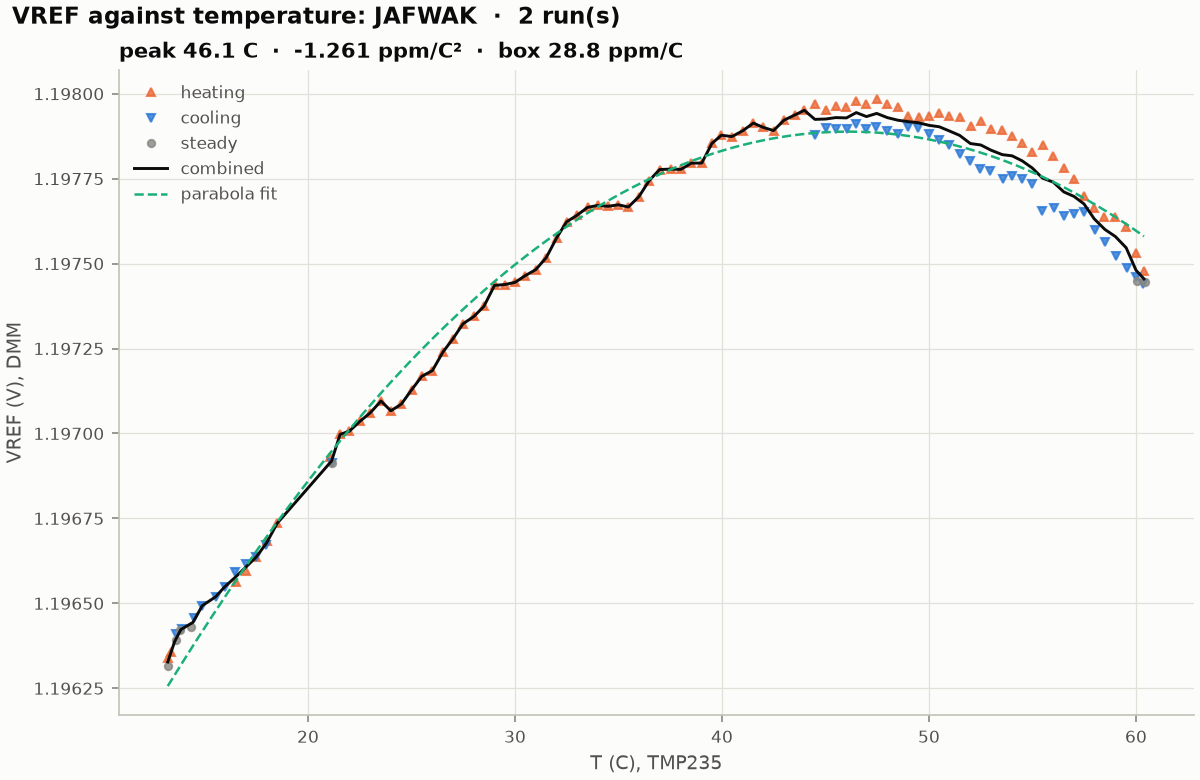 VREF against temperature: JAFWAK · 2 run(s)
peak 46.1 C · -1.261 ppm/C² · box 28.8 ppm/C
heating
cooling
steady
combined
parabola fit
1.19800
1.19775
1.19750
1.19725
1.19700
1.19675
1.19650
1.19625
VREF (V), DMM
20
30
40
50
60
T (C), TMP235